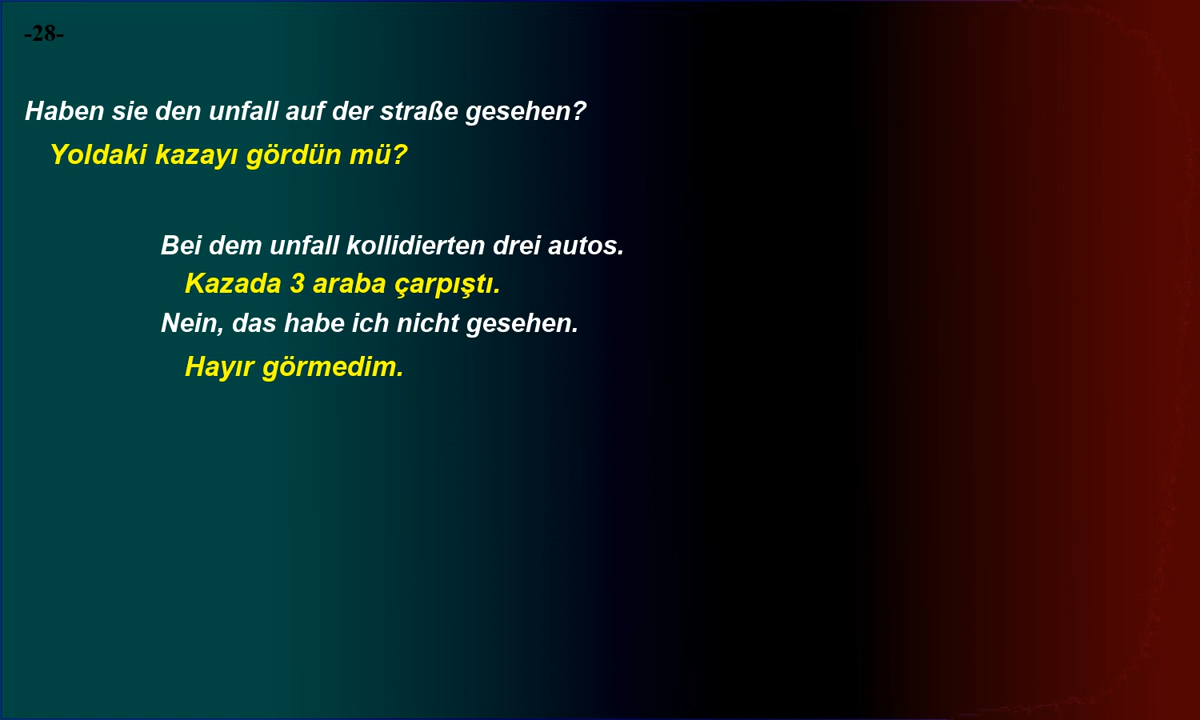 -28-
Haben sie den unfall auf der straße gesehen?
Yoldaki kazayı gördün mü?
Bei dem unfall kollidierten drei autos.
Kazada 3 araba çarpıştı.
Nein, das habe ich nicht gesehen.
Hayır görmedim.